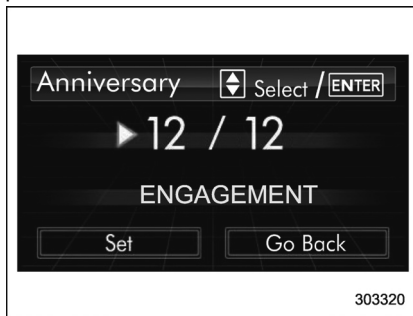 Anniversary Select / ENTER
12 / 12
ENGAGEMENT
Set Go Back
303320